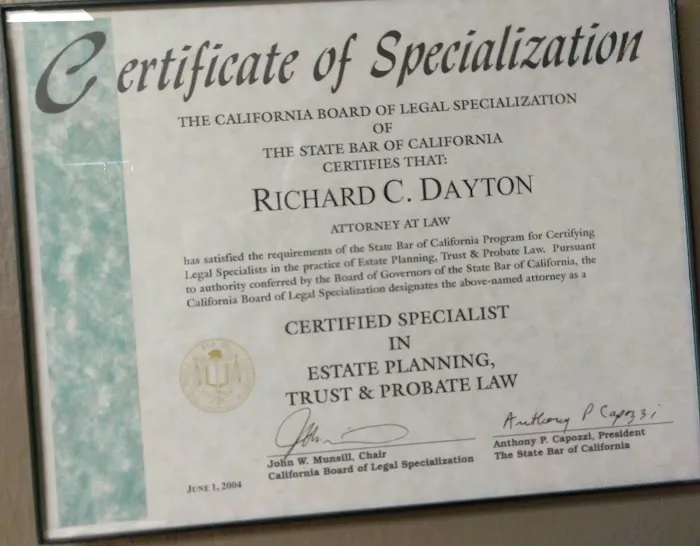 Certificate of Specialization
THE CALIFORNIA BOARD OF LEGAL SPECIALIZATION
OF
THE STATE BAR OF CALIFORNIA
CERTIFIES THAT:
RICHARD C. DAYTON
ATTORNEY AT LAW
has satisfied the requirements of the State Bar of California Program for Certifying
Legal Specialists in the practice of Estate Planning, Trust & Probate Law. Pursuant
to authority conferred by the Board of Governors of the State Bar of California, the
California Board of Legal Specialization designates the above-named attorney as a
CERTIFIED SPECIALIST
IN
ESTATE PLANNING,
TRUST & PROBATE LAW
Anthony P Capozzi
John W. Munsill, Chair
California Board of Legal Specialization
Anthony P. Capozzi, President
The State Bar of California
JUNE 1, 2004